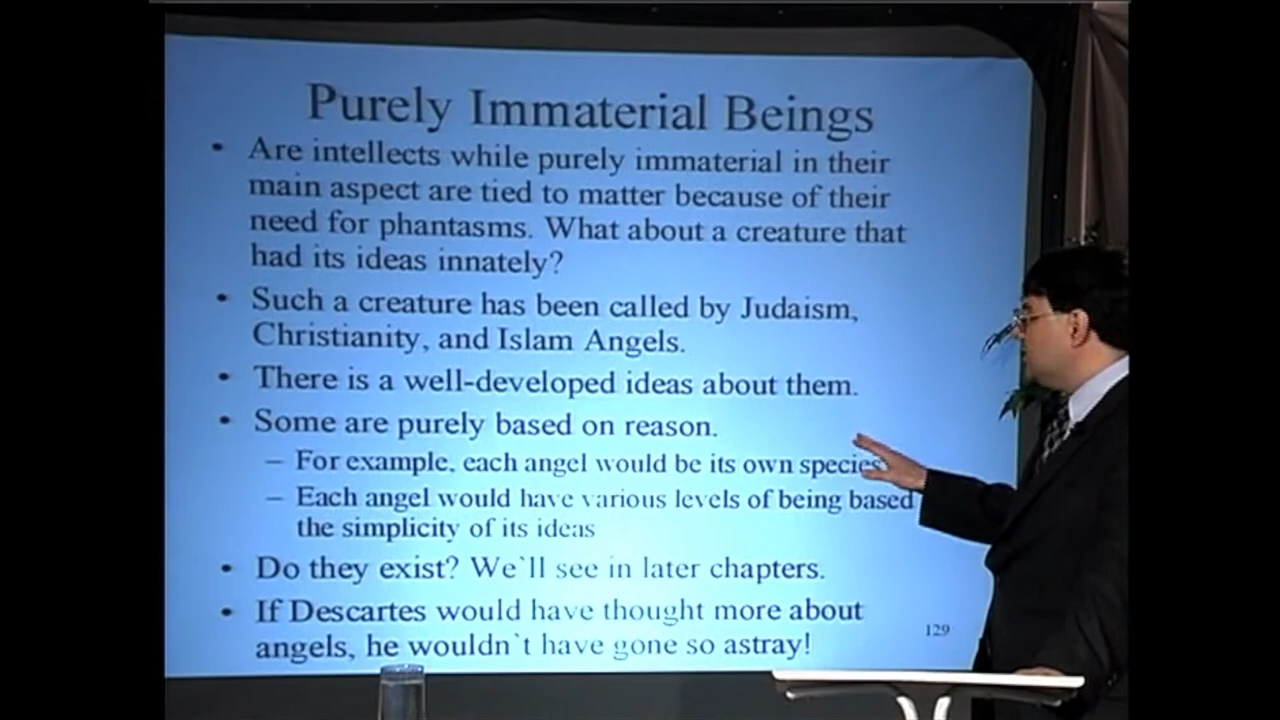 Purely Immaterial Beings
• Are intellects while purely immaterial in their
main aspect are tied to matter because of their
need for phantasms. What about a creature that
had its ideas innately?
• Such a creature has been called by Judaism,
Christianity, and Islam Angels.
• There is a well-developed ideas about them.
• Some are purely based on reason.
– For example, each angel would be its own species
– Each angel would have various levels of being based
the simplicity of its ideas
• Do they exist? We`ll see in later chapters.
• If Descartes would have thought more about
angels, he wouldn`t have gone so astray!
129